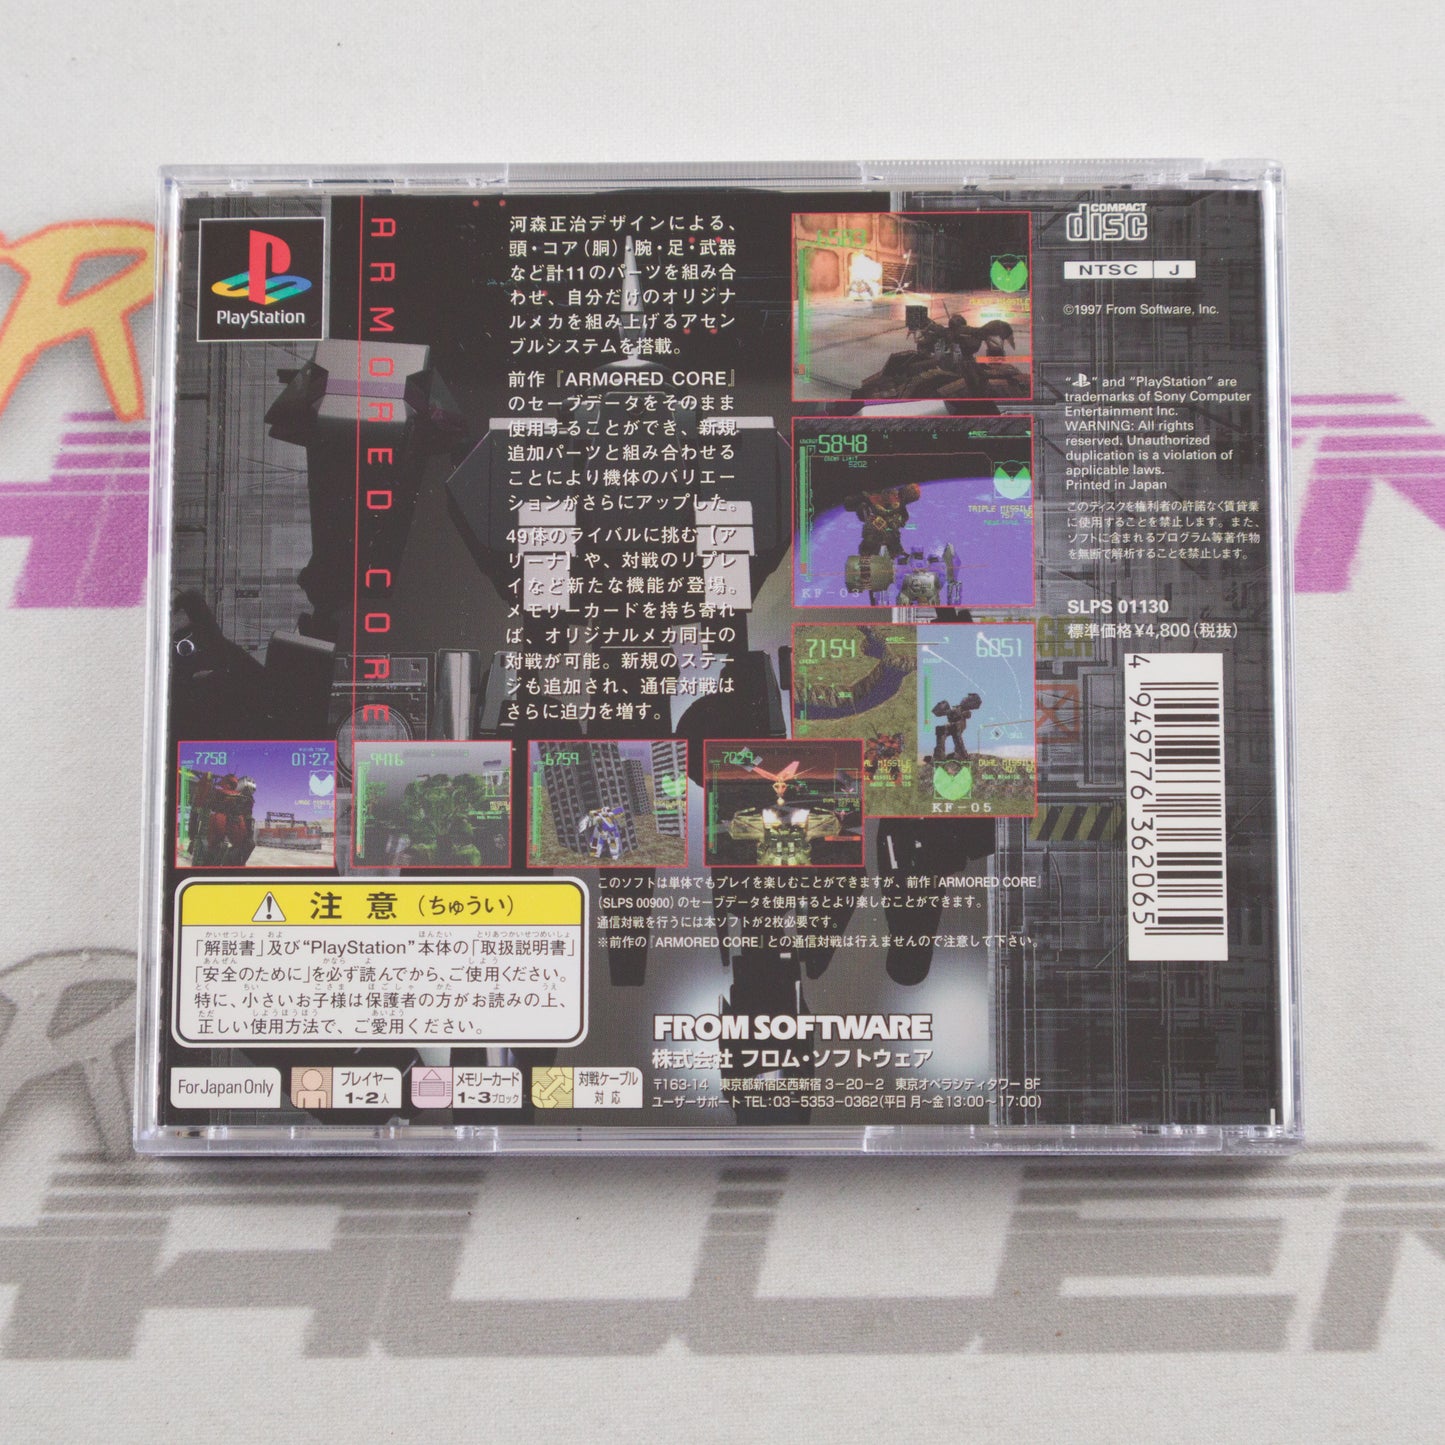 PlayStation
ARMORED CORE
河森正治デザインによる、
頭・コア(胴)・腕・足・武器
など計11のパーツを組み合
わせ、自分だけのオリジナ
ルメカを組み上げるアセン
ブルシステムを搭載。
前作『ARMORED CORE』
のセーブデータをそのまま
使用することができ、新規
追加パーツと組み合わせる
ことにより機体のバリエー
ションがさらにアップした。
49体のライバルに挑む【ア
リーナ】や、対戦のリプレ
イなど新たな機能が登場。
メモリーカードを持ち寄れ
ば、オリジナルメカ同士の
対戦が可能。新規のステー
ジも追加され、通信対戦は
さらに迫力を増す。
5848
TRIPLE MISSILE
KF-03
7154
6051
DUAL MISSILE
KF-05
7758
01:27
LARGE MISSILE
9416
6759
7029
COMPACT
disc
NTSC J
©1997 From Software, Inc.
" " and "PlayStation" are
trademarks of Sony Computer
Entertainment Inc.
WARNING: All rights
reserved. Unauthorized
duplication is a violation of
applicable laws.
Printed in Japan
このディスクを権利者の許諾なく賃貸業
に使用することを禁止します。また、
ソフトに含まれるプログラム等著作物
を無断で解析することを禁止します。
SLPS 01130
標準価格¥4,800(税抜)
4 949776 362065
このソフトは単体でもプレイを楽しむことができますが、前作『ARMORED CORE』
(SLPS 00900)のセーブデータを使用するとより楽しむことができます。
通信対戦を行うには本ソフトが2枚必要です。
※前作の『ARMORED CORE』との通信対戦は行えませんので注意して下さい。
注意(ちゅうい)
「解説書」及び"PlayStation"本体の「取扱説明書」
「安全のために」を必ず読んでから、ご使用ください。
特に、小さいお子様は保護者の方がお読みの上、
正しい使用方法で、ご愛用ください。
For Japan Only
プレイヤー
1~2人
メモリーカード
1~3ブロック
対戦ケーブル
対応
FROM SOFTWARE
株式会社 フロム・ソフトウェア
〒163-14 東京都新宿区西新宿3-20-2 東京オペラシティタワー8F
ユーザーサポート TEL:03-5353-0362(平日 月~金13:00~17:00)